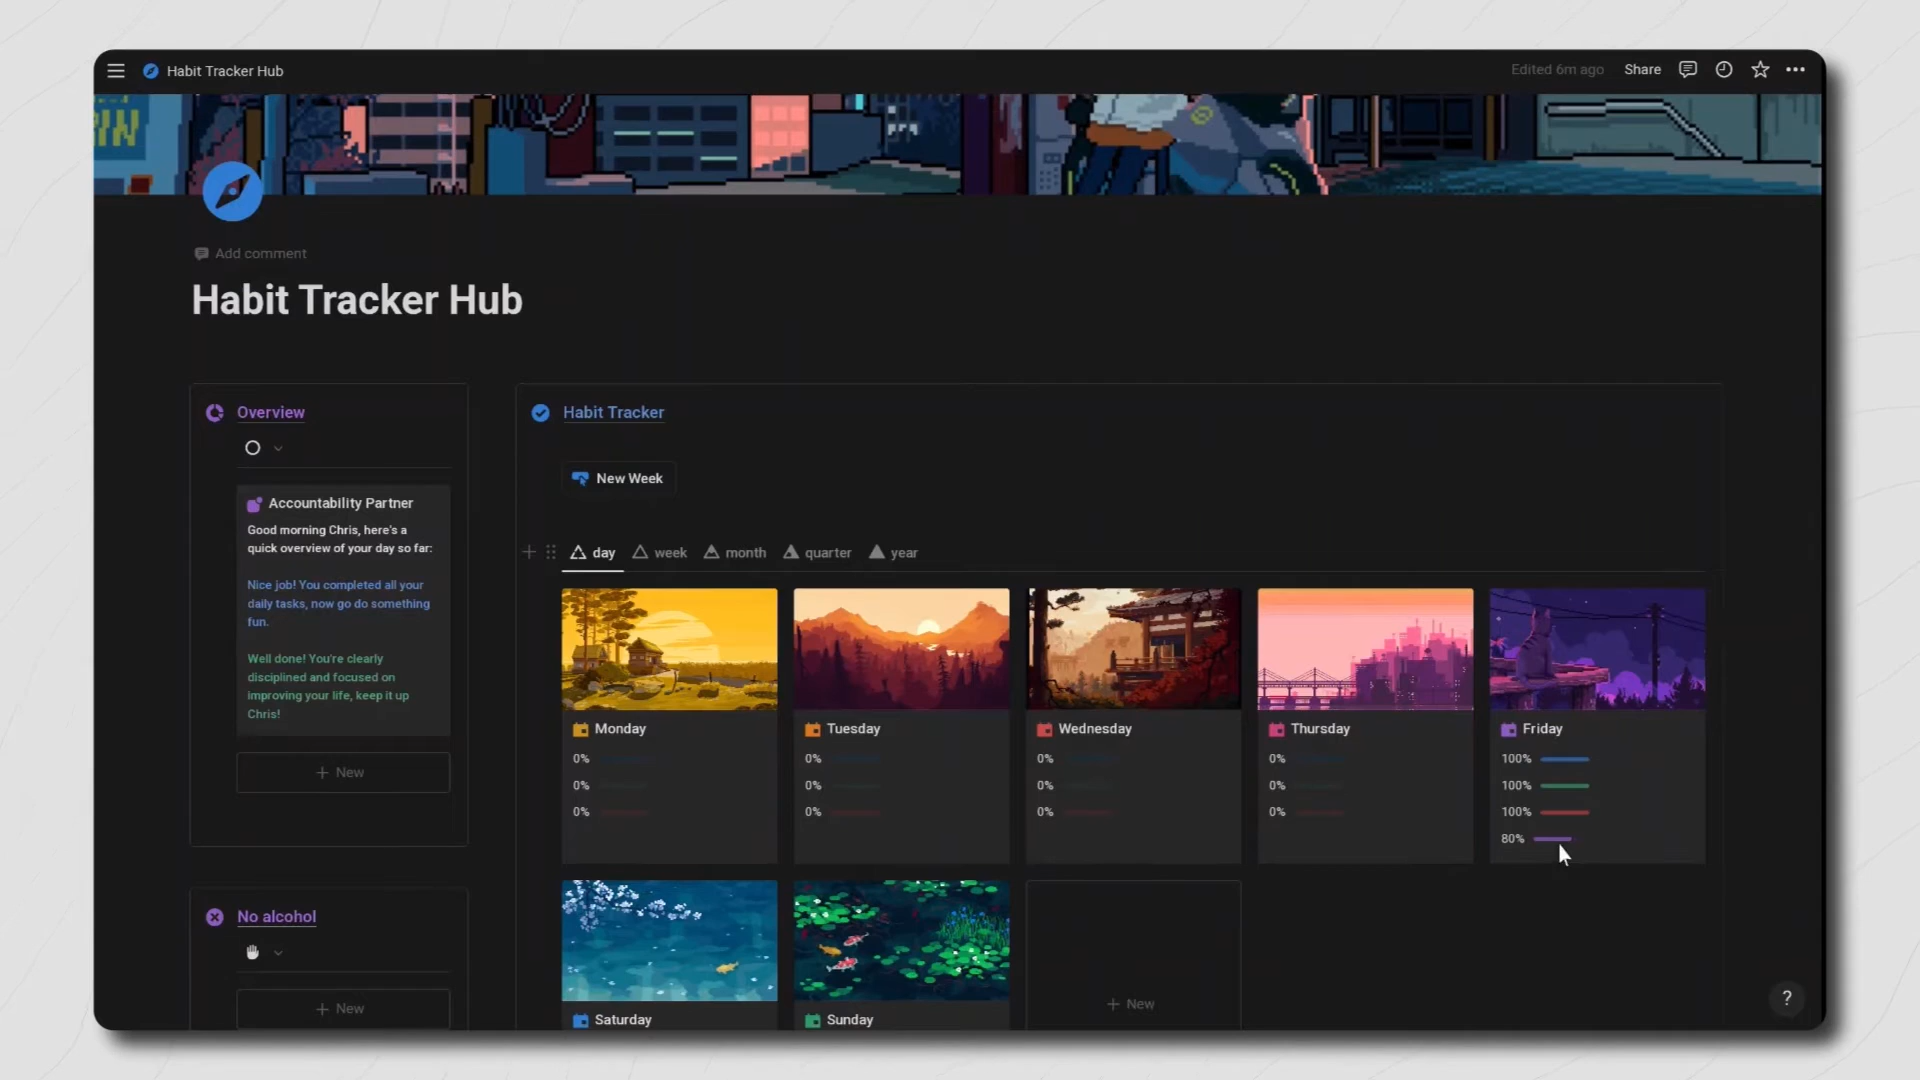 Habit Tracker Hub
Edited 6m ago
Share
Add comment
Habit Tracker Hub
Overview
Accountability Partner
Good morning Chris, here's a
quick overview of your day so far:
Nice job! You completed all your
daily tasks, now go do something
fun.
Well done! You're clearly
disciplined and focused on
improving your life, keep it up
Chris!
+ New
No alcohol
+ New
Habit Tracker
New Week
day week month quarter year
Monday
0%
0%
0%
Tuesday
0%
0%
0%
Wednesday
0%
0%
0%
Thursday
0%
0%
0%
Friday
100%
100%
100%
80%
Saturday
Sunday
+ New
?